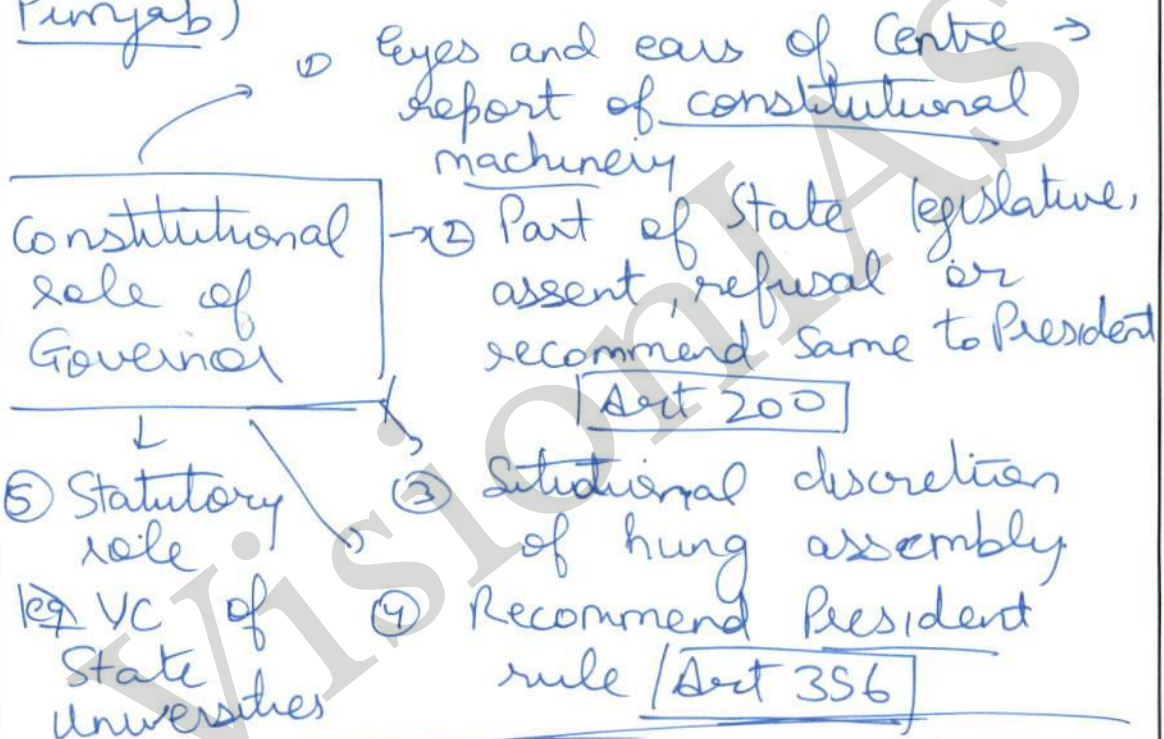 Punjab)
① Eyes and ears of Centre →
report of constitutional
machinery
Constitutional
role of
Governor
→② Part of State legislative,
assent, refusal or
recommend Same to President
Art 200
③ Situational discretion
of hung assembly
④ Recommend President
rule / Art 356
⑤ Statutory
role
eg VC of
State
Universities
VisionIAS